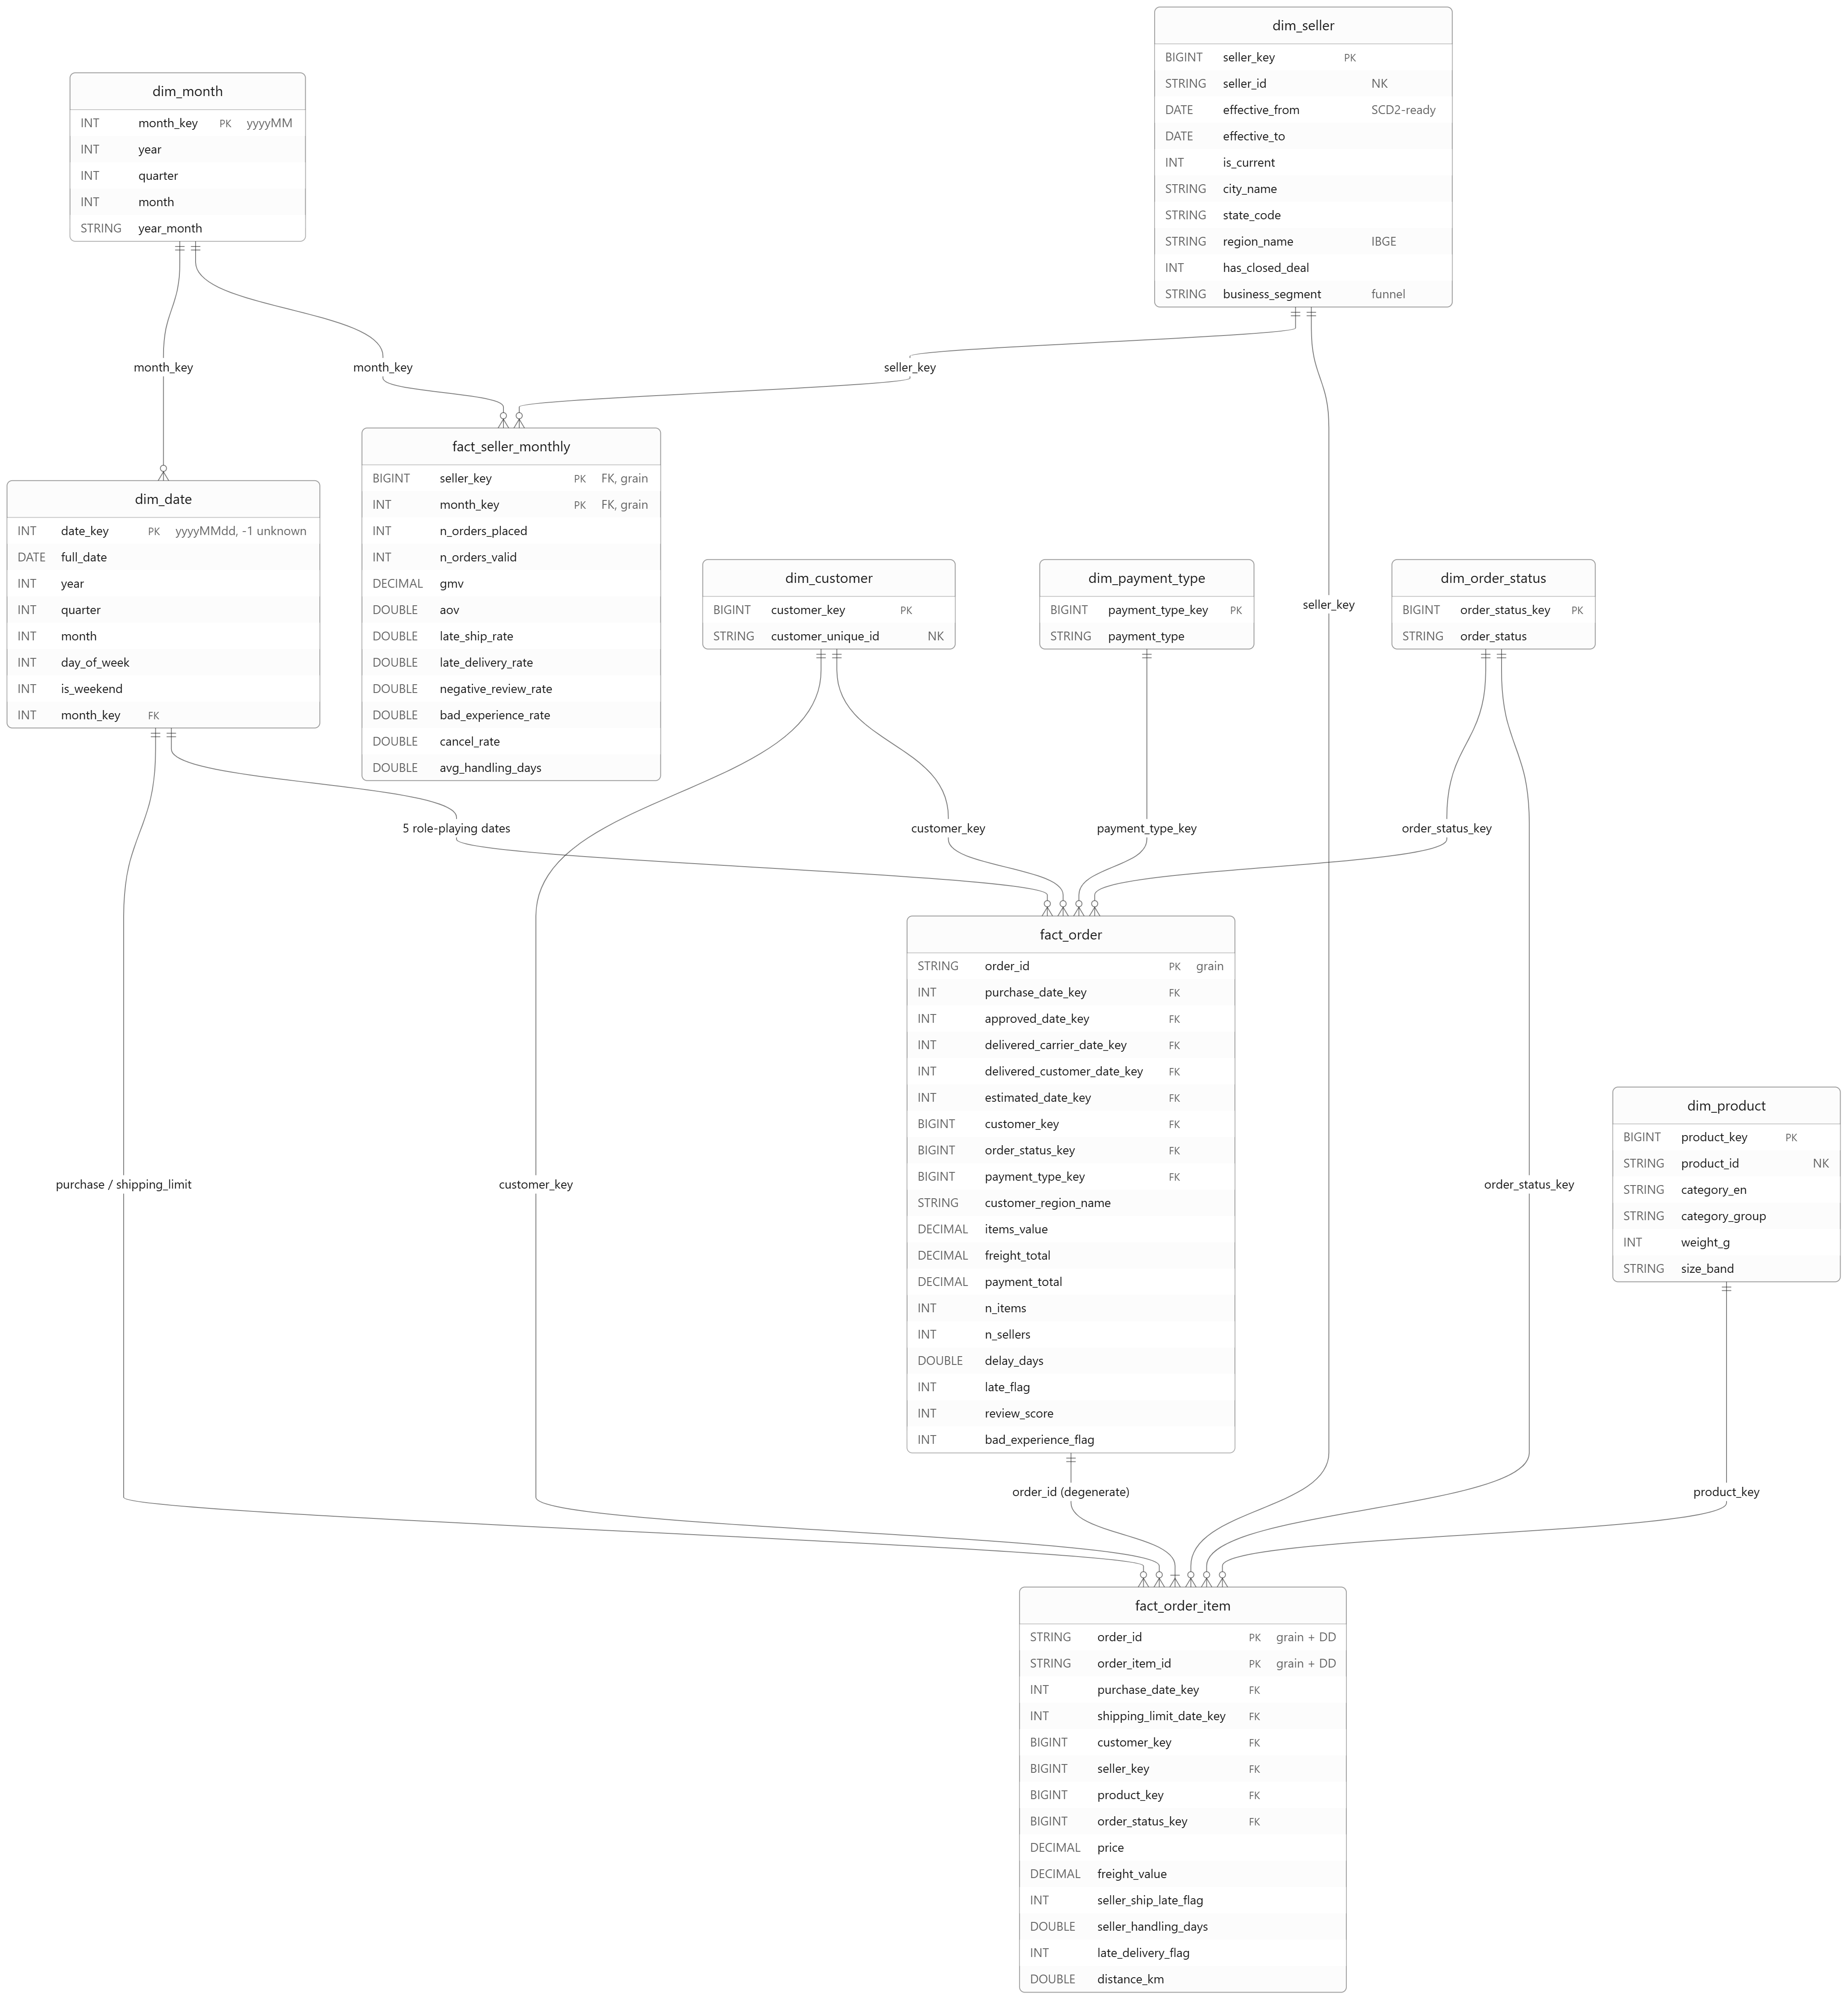 dim_seller
BIGINT seller_key PK
STRING seller_id NK
DATE effective_from SCD2-ready
DATE effective_to
INT is_current
STRING city_name
STRING state_code
STRING region_name IBGE
INT has_closed_deal
STRING business_segment funnel
dim_month
INT month_key PK yyyyMM
INT year
INT quarter
INT month
STRING year_month
month_key
month_key
seller_key
fact_seller_monthly
BIGINT seller_key PK FK, grain
INT month_key PK FK, grain
INT n_orders_placed
INT n_orders_valid
DECIMAL gmv
DOUBLE aov
DOUBLE late_ship_rate
DOUBLE late_delivery_rate
DOUBLE negative_review_rate
DOUBLE bad_experience_rate
DOUBLE cancel_rate
DOUBLE avg_handling_days
dim_date
INT date_key PK yyyyMMdd, -1 unknown
DATE full_date
INT year
INT quarter
INT month
INT day_of_week
INT is_weekend
INT month_key FK
dim_customer
BIGINT customer_key PK
STRING customer_unique_id NK
dim_payment_type
BIGINT payment_type_key PK
STRING payment_type
seller_key
dim_order_status
BIGINT order_status_key PK
STRING order_status
5 role-playing dates
customer_key
payment_type_key
order_status_key
fact_order
STRING order_id PK grain
INT purchase_date_key FK
INT approved_date_key FK
INT delivered_carrier_date_key FK
INT delivered_customer_date_key FK
INT estimated_date_key FK
BIGINT customer_key FK
BIGINT order_status_key FK
BIGINT payment_type_key FK
STRING customer_region_name
DECIMAL items_value
DECIMAL freight_total
DECIMAL payment_total
INT n_items
INT n_sellers
DOUBLE delay_days
INT late_flag
INT review_score
INT bad_experience_flag
dim_product
BIGINT product_key PK
STRING product_id NK
STRING category_en
STRING category_group
INT weight_g
STRING size_band
purchase / shipping_limit
customer_key
order_status_key
order_id (degenerate)
product_key
fact_order_item
STRING order_id PK grain + DD
STRING order_item_id PK grain + DD
INT purchase_date_key FK
INT shipping_limit_date_key FK
BIGINT customer_key FK
BIGINT seller_key FK
BIGINT product_key FK
BIGINT order_status_key FK
DECIMAL price
DECIMAL freight_value
INT seller_ship_late_flag
DOUBLE seller_handling_days
INT late_delivery_flag
DOUBLE distance_km